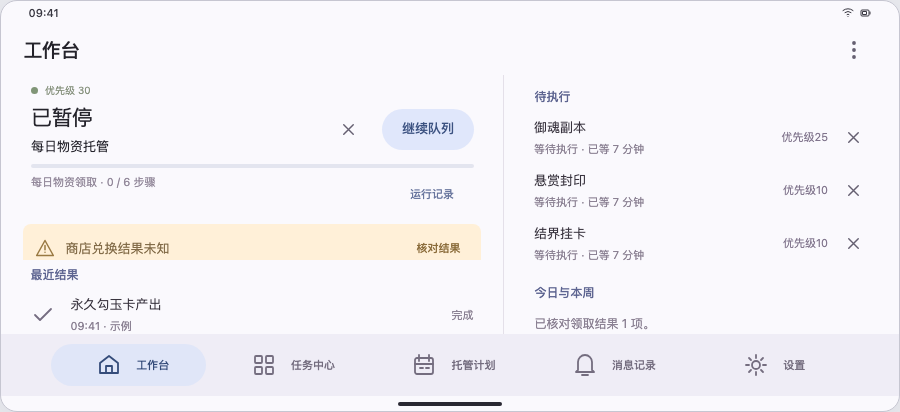 09:41
工作台
优先级 30
已暂停
每日物资托管
继续队列
每日物资领取 · 0 / 6 步骤
运行记录
商店兑换结果未知
核对结果
最近结果
永久勾玉卡产出
09:41 · 示例
完成
待执行
御魂副本
等待执行 · 已等 7 分钟
优先级25
悬赏封印
等待执行 · 已等 7 分钟
优先级10
结界挂卡
等待执行 · 已等 7 分钟
优先级10
今日与本周
已核对领取结果 1 项。
工作台
任务中心
托管计划
消息记录
设置